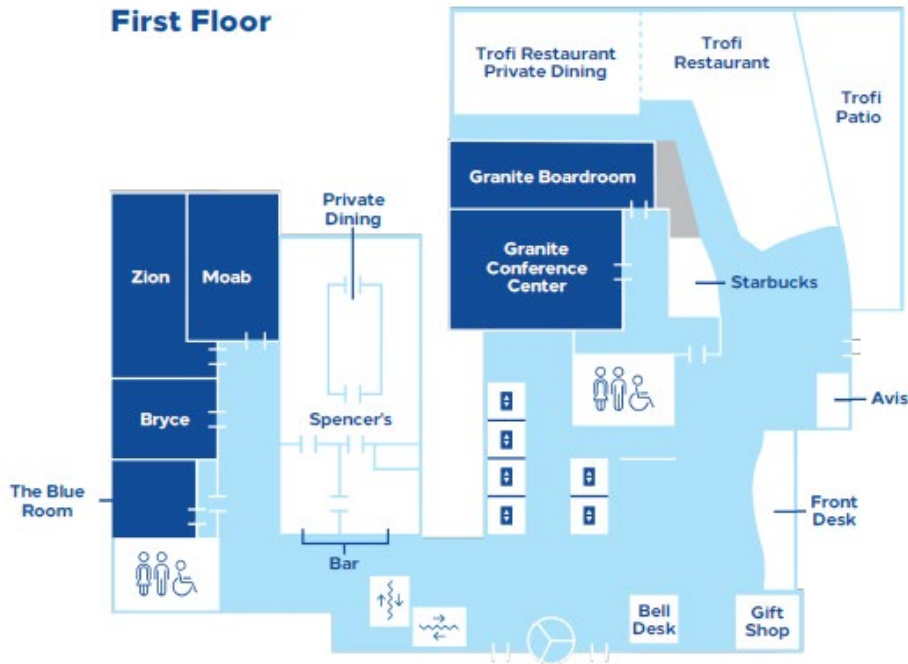 First Floor
Trofi Restaurant
Private Dining
Trofi
Restaurant
Trofi
Patio
Granite Boardroom
Private
Dining
Granite
Conference
Center
Zion
Moab
Starbucks
Avis
Bryce
Spencer's
The Blue
Room
Front
Desk
Bar
Bell
Desk
Gift
Shop